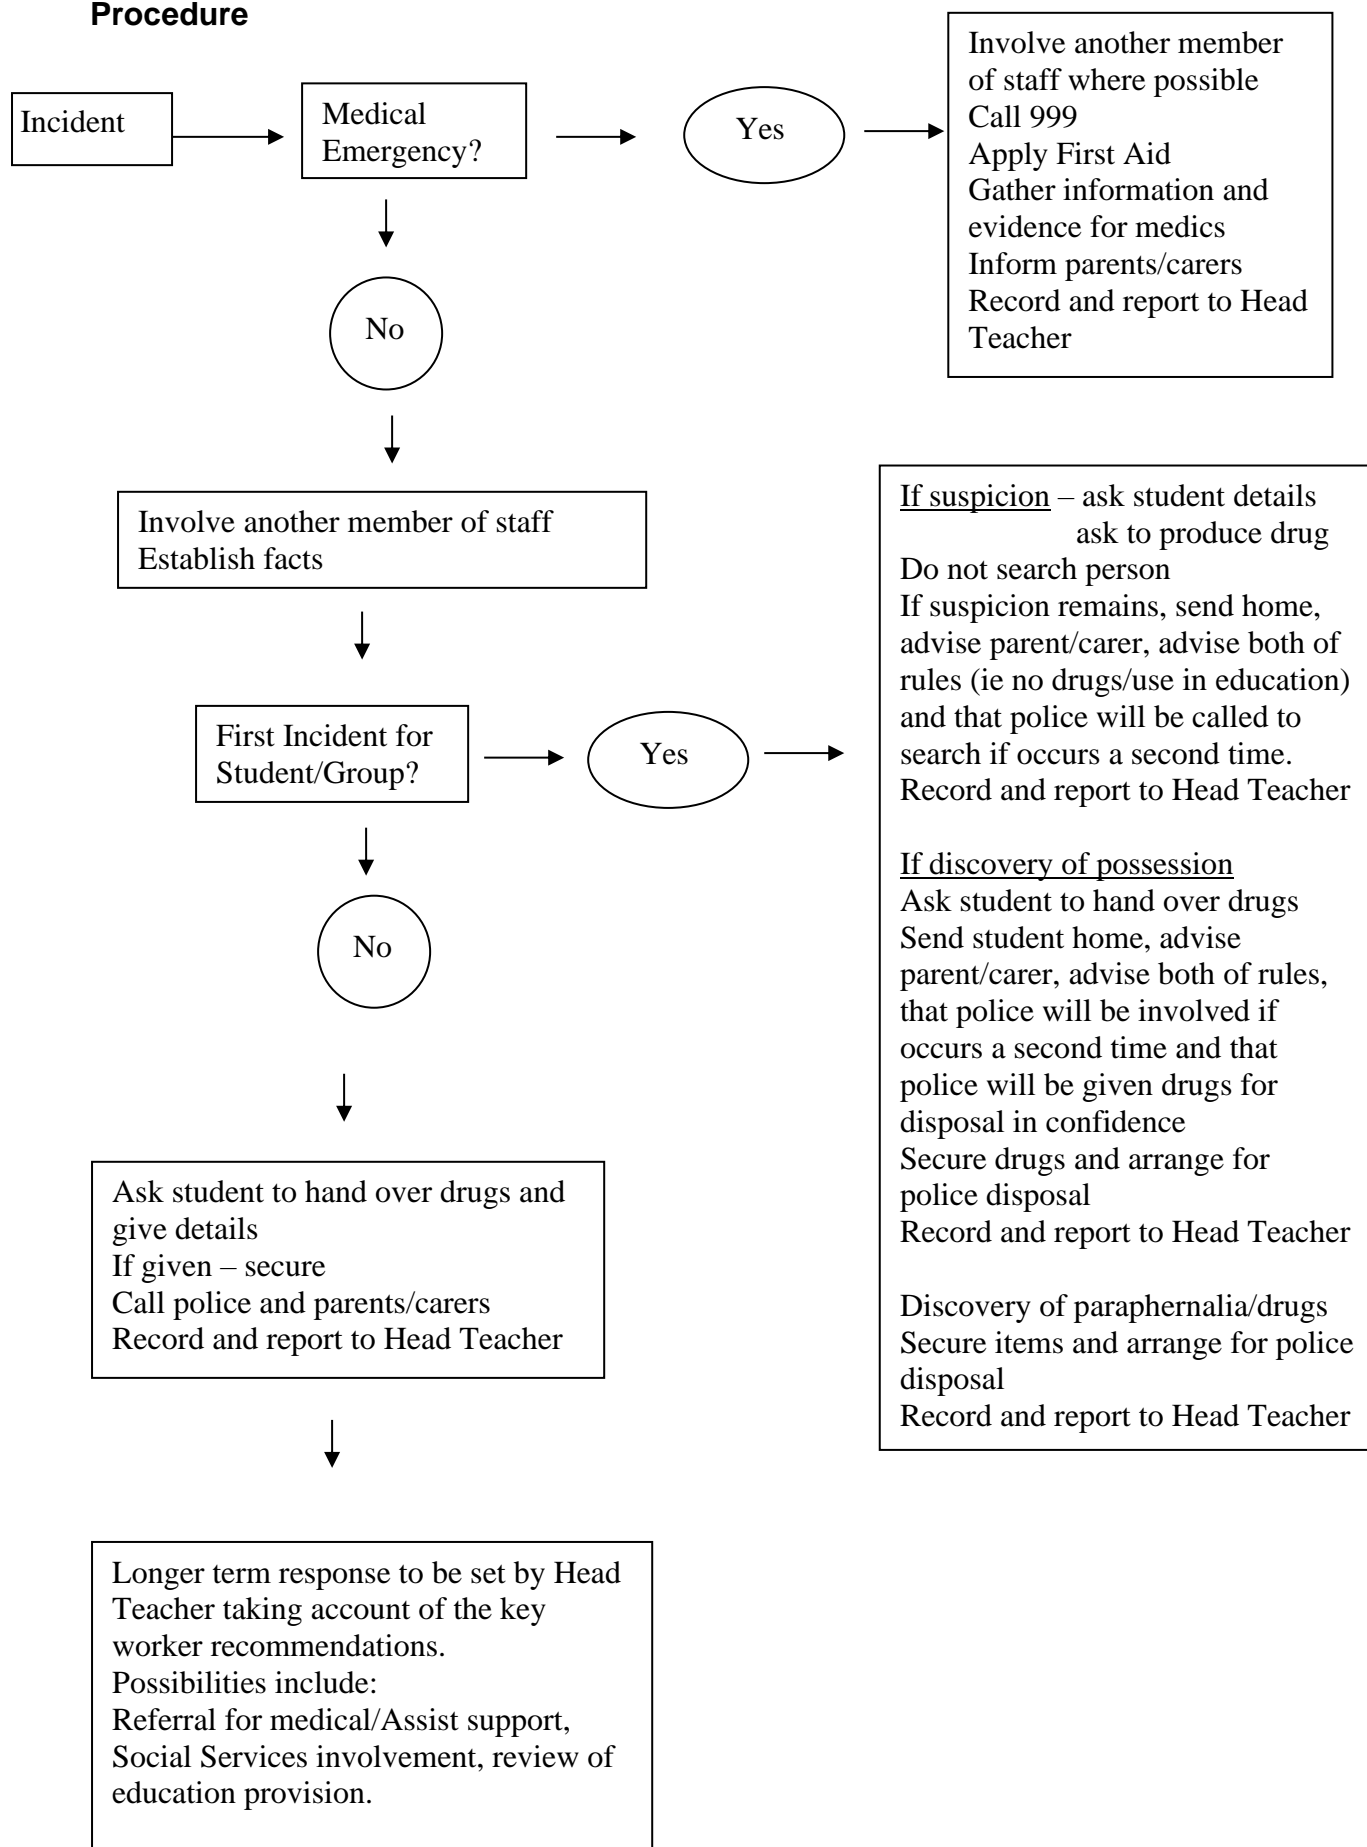 Procedure
Incident
Medical
Emergency?
Yes
Involve another member
of staff where possible
Call 999
Apply First Aid
Gather information and
evidence for medics
Inform parents/carers
Record and report to Head
Teacher
No
Involve another member of staff
Establish facts
First Incident for
Student/Group?
Yes
If suspicion – ask student details
ask to produce drug
Do not search person
If suspicion remains, send home,
advise parent/carer, advise both of
rules (ie no drugs/use in education)
and that police will be called to
search if occurs a second time.
Record and report to Head Teacher
If discovery of possession
Ask student to hand over drugs
Send student home, advise
parent/carer, advise both of rules,
that police will be involved if
occurs a second time and that
police will be given drugs for
disposal in confidence
Secure drugs and arrange for
police disposal
Record and report to Head Teacher
Discovery of paraphernalia/drugs
Secure items and arrange for police
disposal
Record and report to Head Teacher
No
Ask student to hand over drugs and
give details
If given – secure
Call police and parents/carers
Record and report to Head Teacher
Longer term response to be set by Head
Teacher taking account of the key
worker recommendations.
Possibilities include:
Referral for medical/Assist support,
Social Services involvement, review of
education provision.